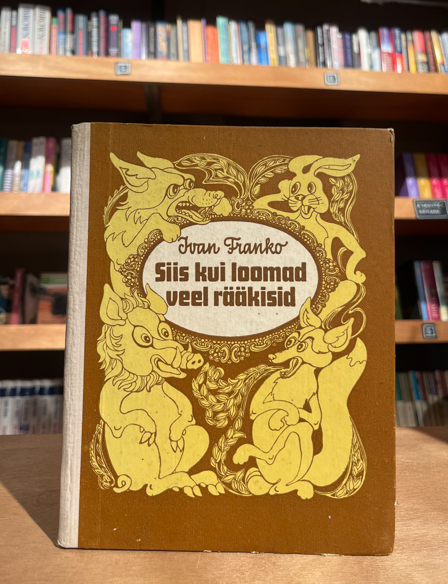 Ivan Franko
Siis kui loomad
veel rääkisid